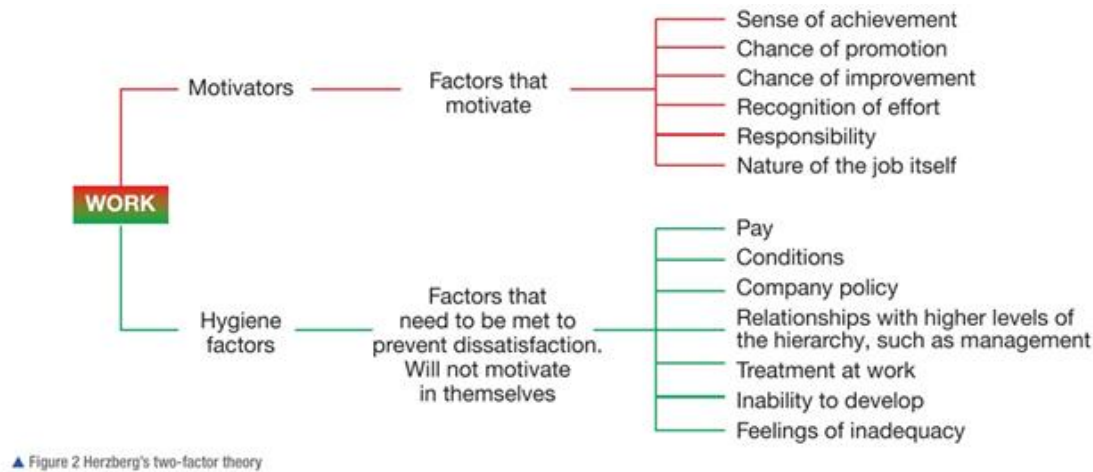 Sense of achievement
Chance of promotion
Chance of improvement
Recognition of effort
Responsibility
Nature of the job itself
Motivators
Factors that
motivate
WORK
Pay
Conditions
Company policy
Relationships with higher levels of
the hierarchy, such as management
Treatment at work
Inability to develop
Feelings of inadequacy
Hygiene
factors
Factors that
need to be met to
prevent dissatisfaction.
Will not motivate
in themselves
▲ Figure 2 Herzberg's two-factor theory